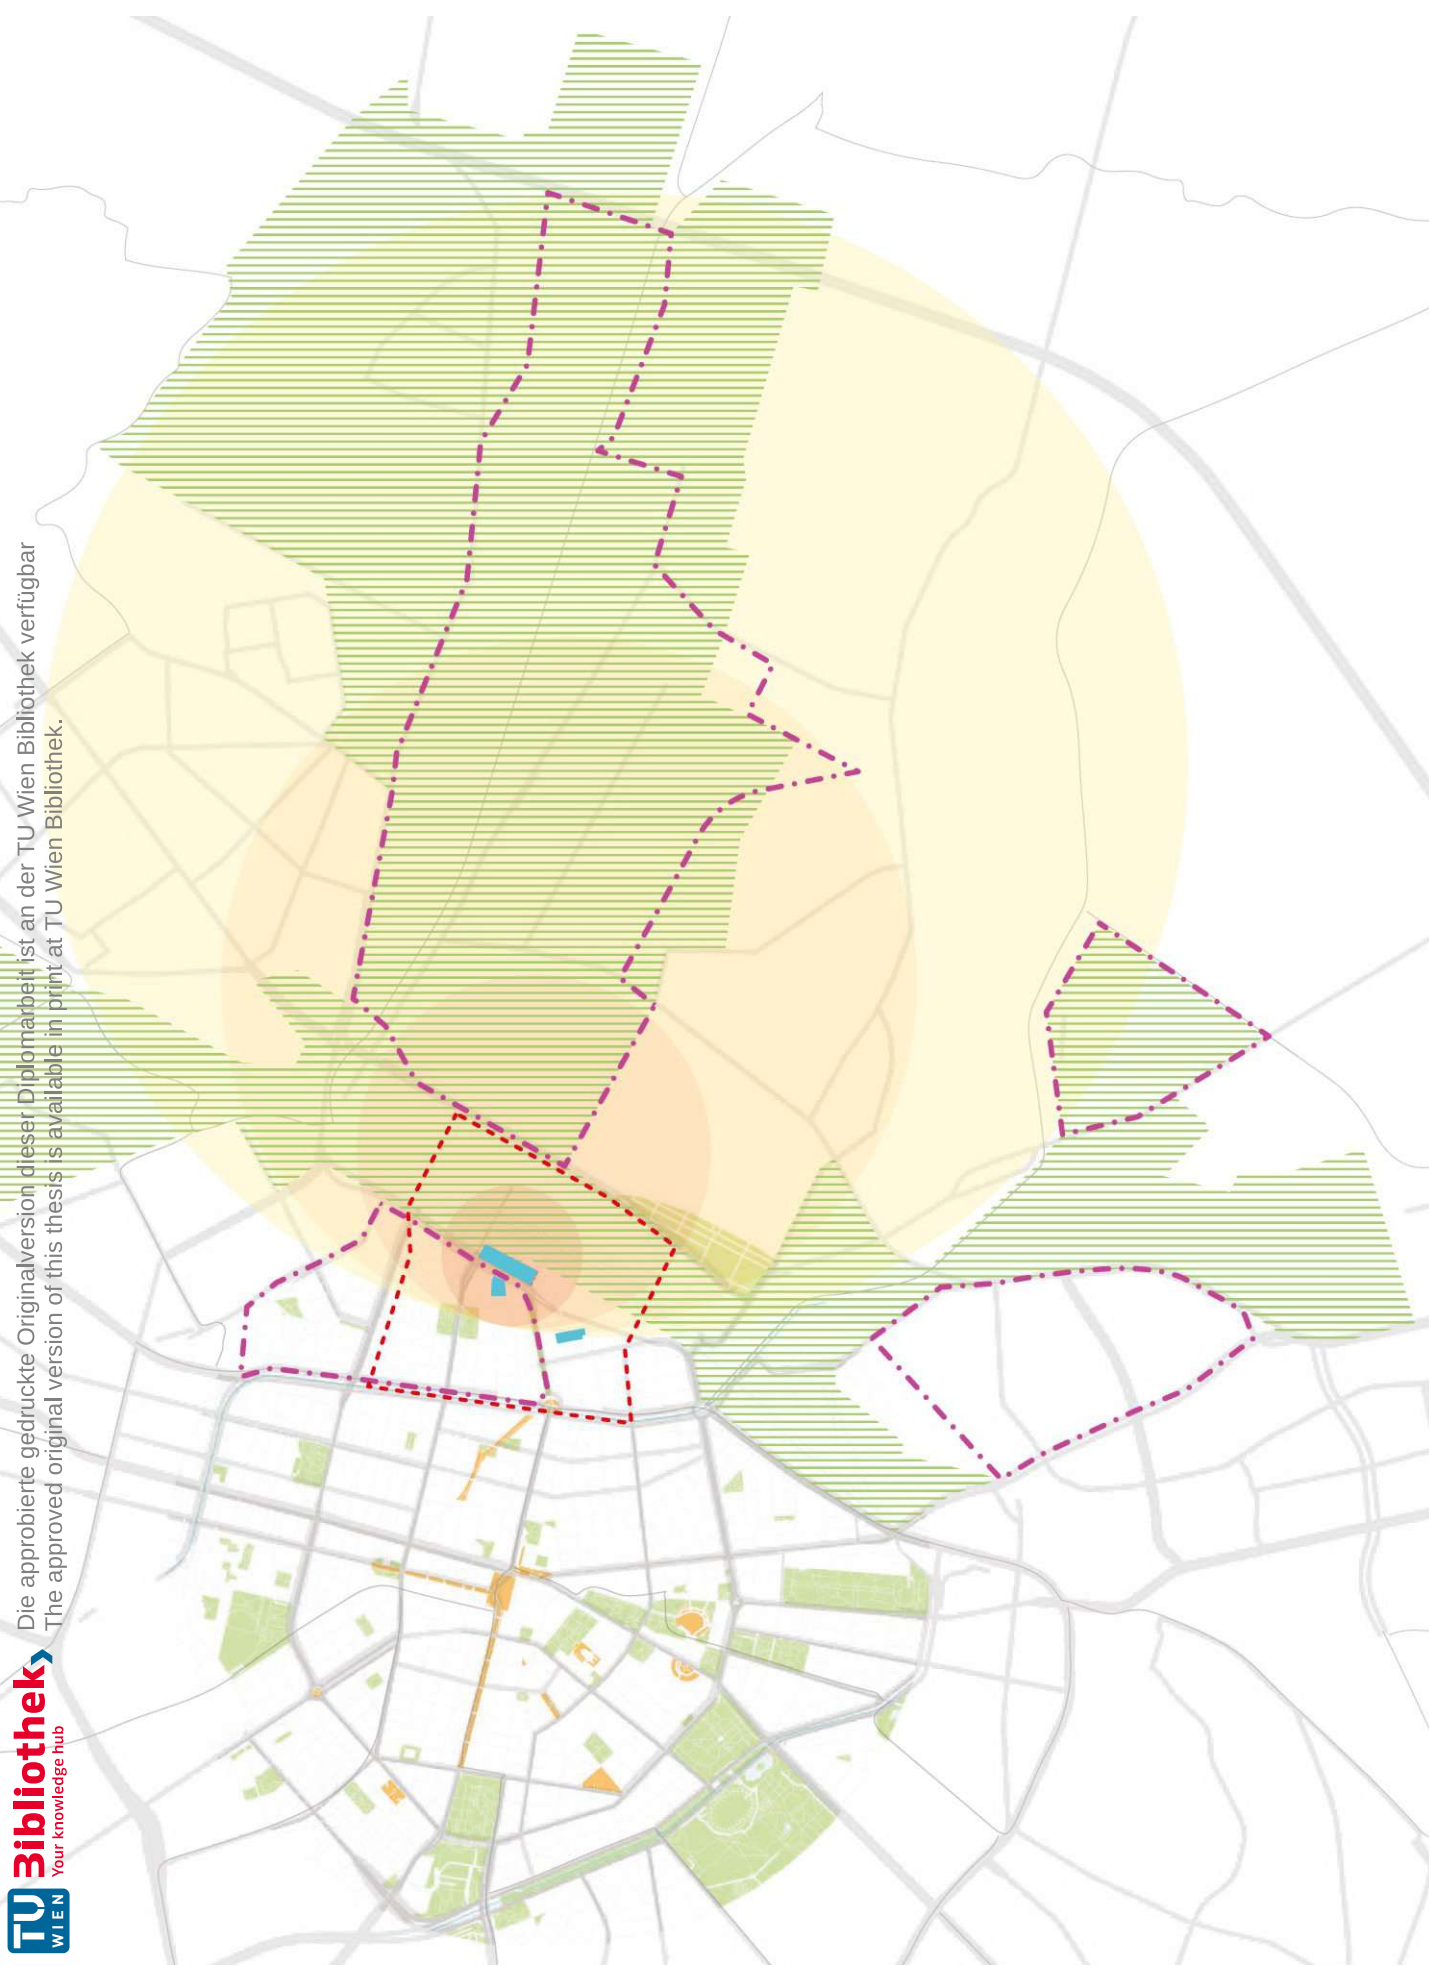 Die approbierte gedruckte Originalversion dieser Diplomarbeit ist an der TU Wien Bibliothek verfügbar
The approved original version of this thesis is available in print at TU Wien Bibliothek.
TU
WIEN
Bibliothek
Your knowledge hub